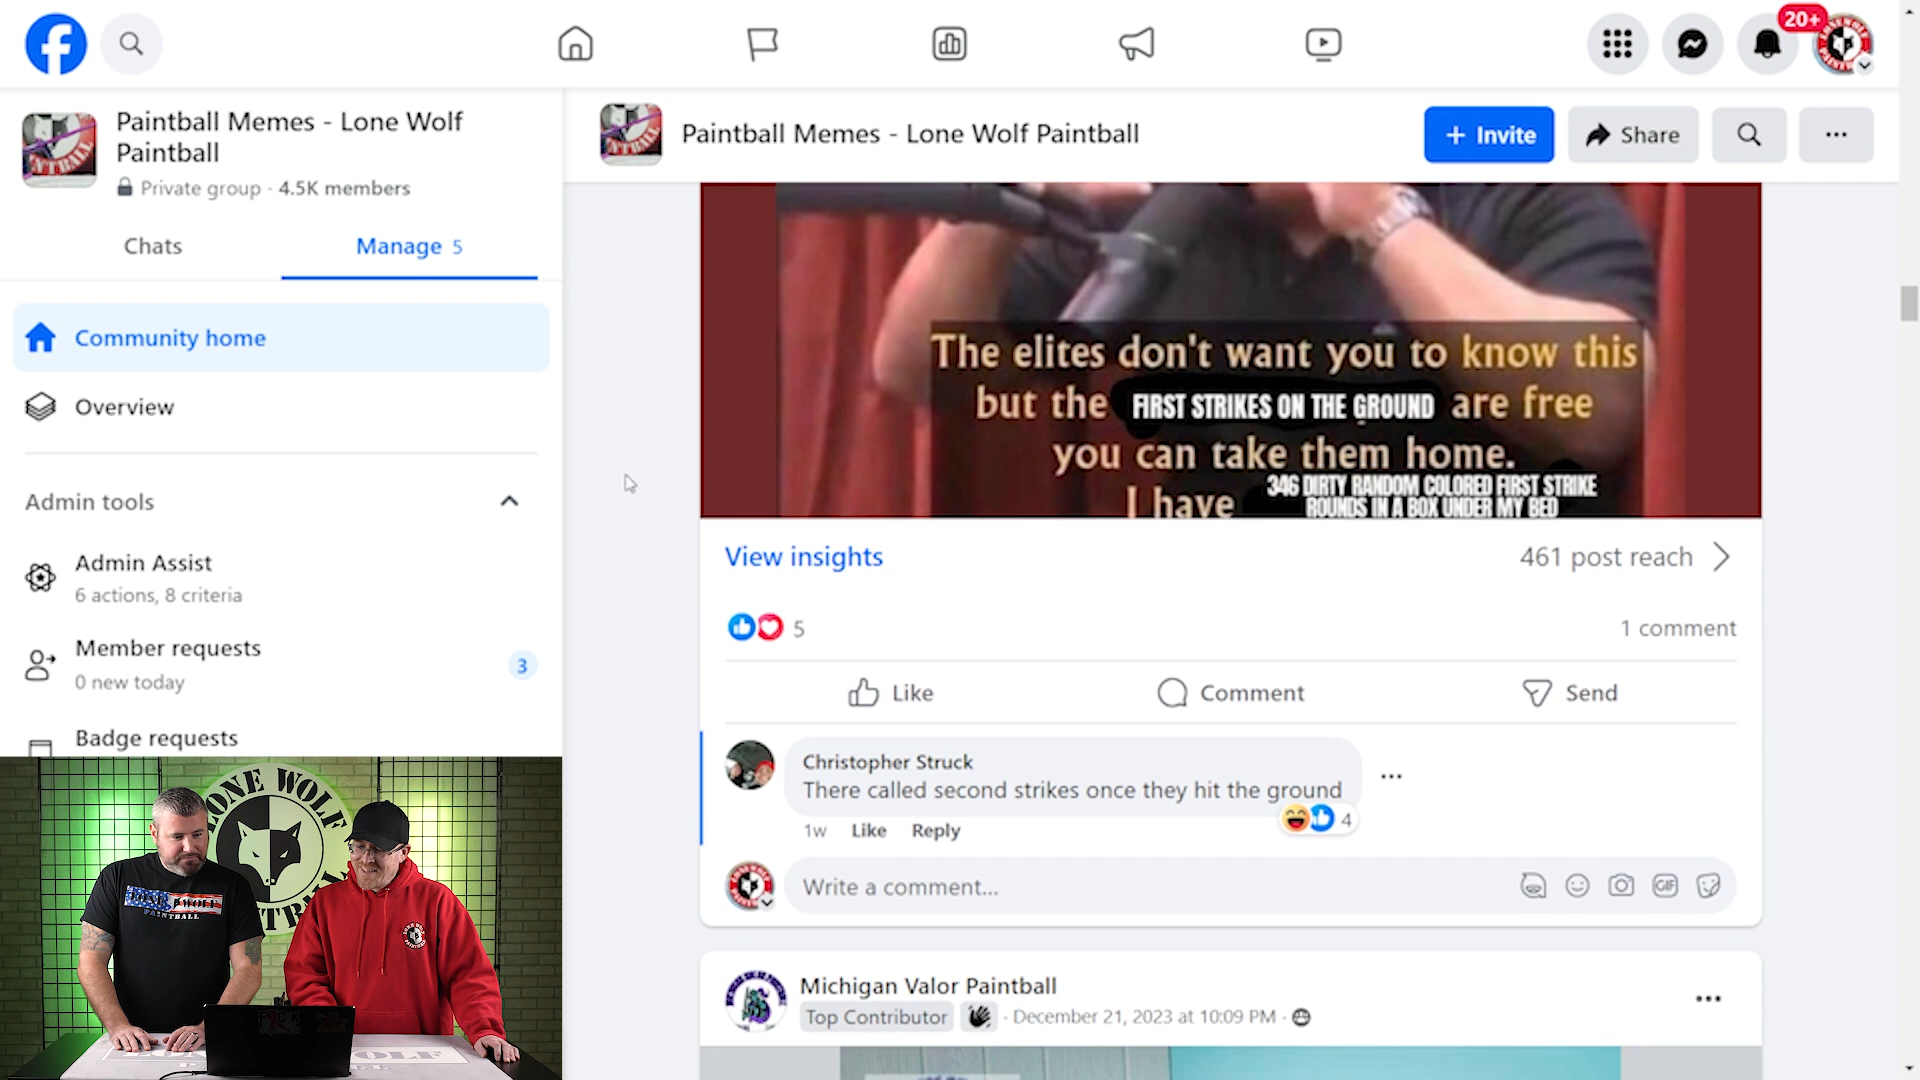 20+
Paintball Memes - Lone Wolf
Paintball
Private group · 4.5K members
Chats
Manage 5
Community home
Overview
Admin tools
Admin Assist
6 actions, 8 criteria
Member requests
0 new today
3
Badge requests
Paintball Memes - Lone Wolf Paintball
+ Invite
Share
The elites don't want you to know this
but the FIRST STRIKES ON THE GROUND are free
you can take them home.
I have 346 DIRTY RANDOM COLORED FIRST STRIKE
ROUNDS IN A BOX UNDER MY BED
View insights
461 post reach
5
1 comment
Like
Comment
Send
Christopher Struck
There called second strikes once they hit the ground
1w Like Reply
4
Write a comment...
GIF
Michigan Valor Paintball
Top Contributor · December 21, 2023 at 10:09 PM ·
LONE WOLF
PAINTBALL